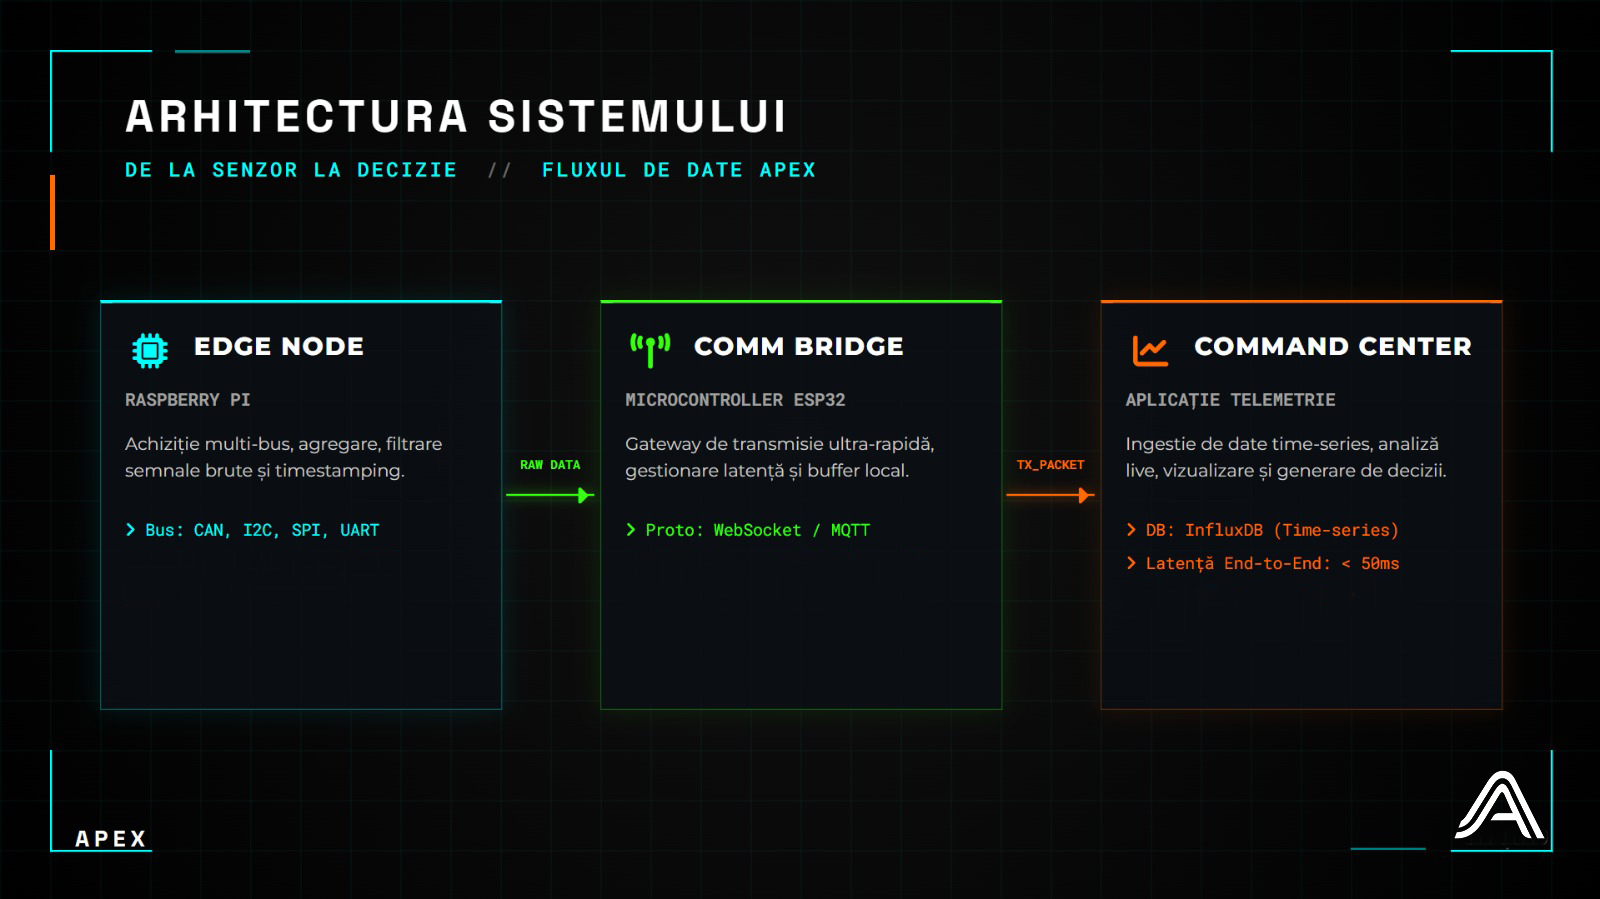 ARHITECTURA SISTEMULUI
DE LA SENZOR LA DECIZIE // FLUXUL DE DATE APEX
EDGE NODE
RASPBERRY PI
Achiziție multi-bus, agregare, filtrare
semnale brute și timestamping.
> Bus: CAN, I2C, SPI, UART
RAW DATA
COMM BRIDGE
MICROCONTROLLER ESP32
Gateway de transmisie ultra-rapidă,
gestionare latență și buffer local.
> Proto: WebSocket / MQTT
TX_PACKET
COMMAND CENTER
APLICAȚIE TELEMETRIE
Ingestie de date time-series, analiză
live, vizualizare și generare de decizii.
> DB: InfluxDB (Time-series)
> Latență End-to-End: < 50ms
APEX